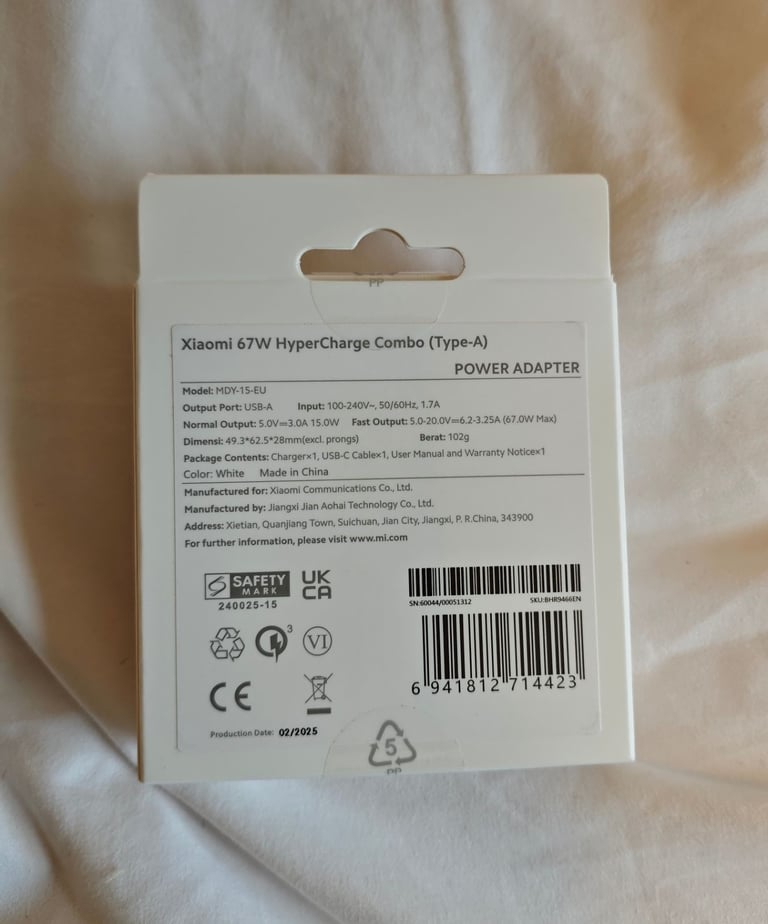 PP
Xiaomi 67W HyperCharge Combo (Type-A)
POWER ADAPTER
Model: MDY-15-EU
Output Port: USB-A Input: 100-240V~, 50/60Hz, 1.7A
Normal Output: 5.0V⎓3.0A 15.0W Fast Output: 5.0-20.0V⎓6.2-3.25A (67.0W Max)
Dimensi: 49.3*62.5*28mm(excl. prongs) Berat: 102g
Package Contents: Charger×1, USB-C Cable×1, User Manual and Warranty Notice×1
Color: White Made in China
Manufactured for: Xiaomi Communications Co., Ltd.
Manufactured by: Jiangxi Jian Aohai Technology Co., Ltd.
Address: Xietian, Quanjiang Town, Suichuan, Jian City, Jiangxi, P. R.China, 343900
For further information, please visit www.mi.com
S SAFETY MARK
240025-15
UK CA
SN:60044/00051312 SKU:BHR9466EN
3
VI
6 941812 714423
CE
Production Date: 02/2025
5
PP